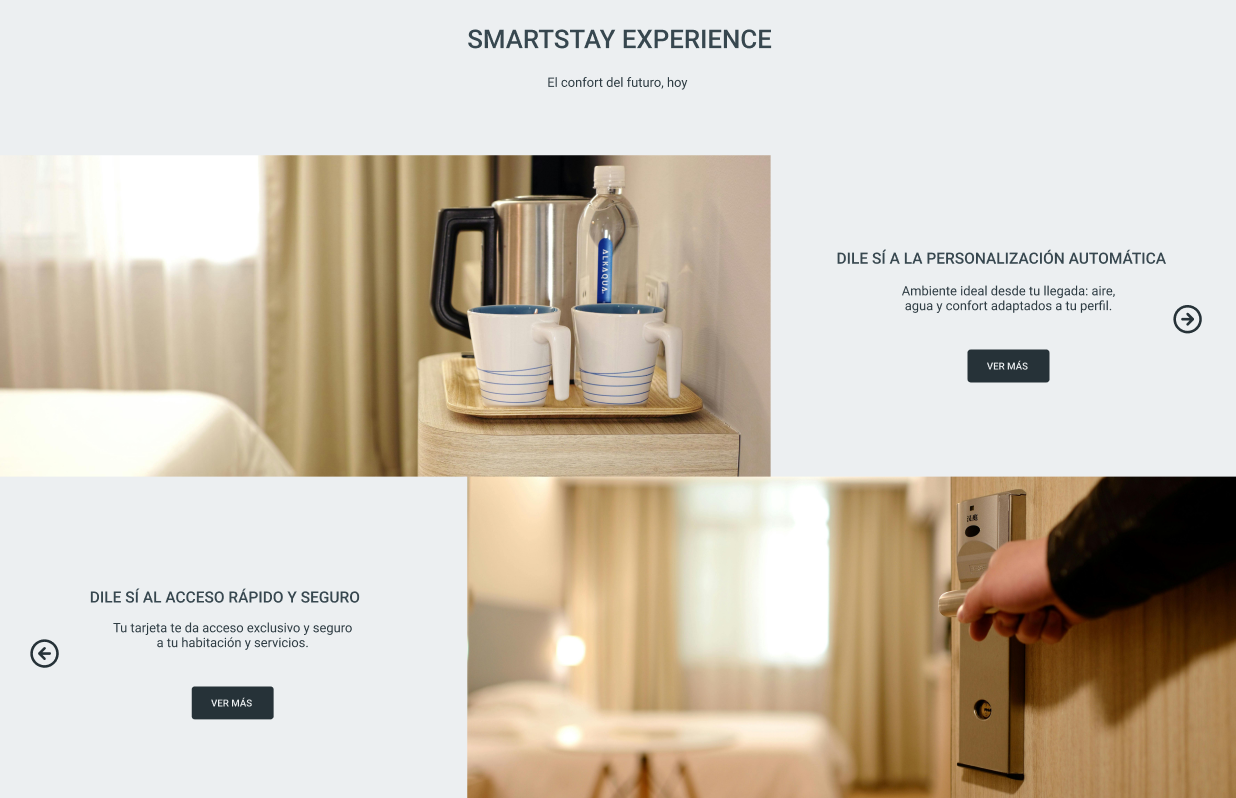 SMARTSTAY EXPERIENCE
El confort del futuro, hoy
ALKAQUA
DILE SÍ A LA PERSONALIZACIÓN AUTOMÁTICA
Ambiente ideal desde tu llegada: aire,
agua y confort adaptados a tu perfil.
VER MÁS
DILE SÍ AL ACCESO RÁPIDO Y SEGURO
Tu tarjeta te da acceso exclusivo y seguro
a tu habitación y servicios.
VER MÁS